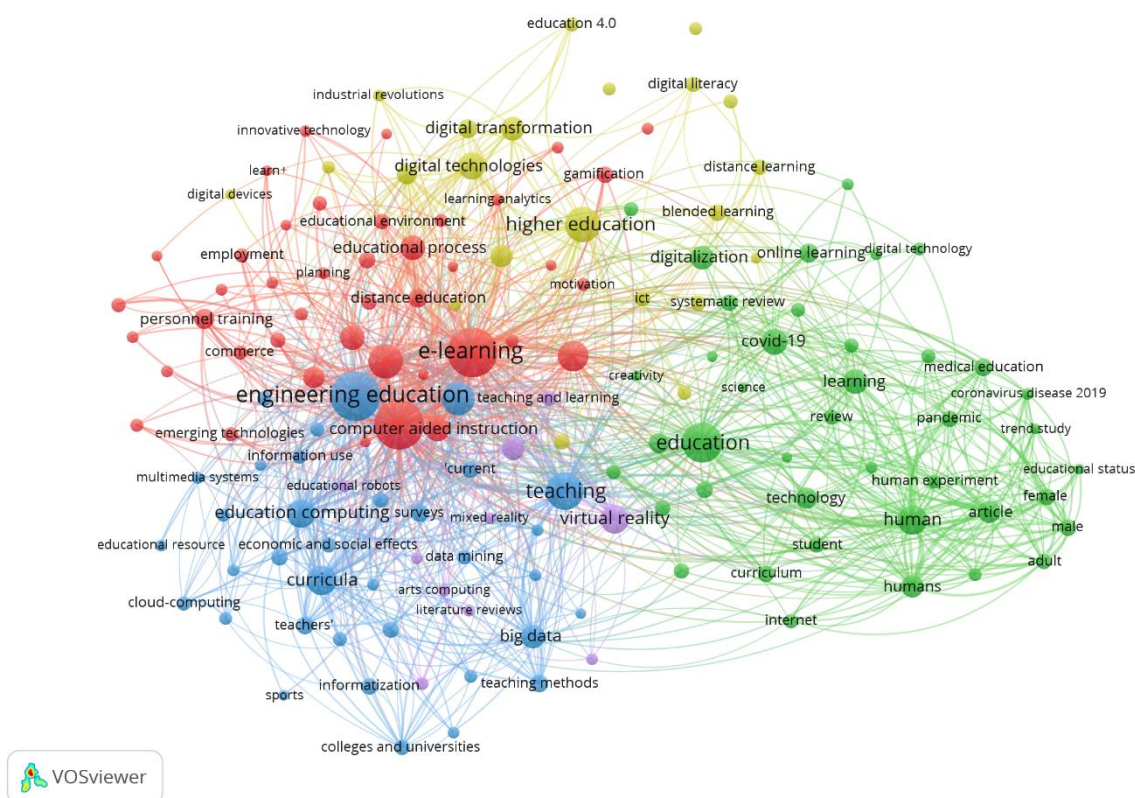 education 4.0
digital literacy
industrial revolutions
innovative technology
digital transformation
digital technologies
distance learning
learn+
gamification
digital devices
learning analytics
blended learning
educational environment
higher education
educational process
employment
digitalization
online learning
digital technology
planning
motivation
distance education
ict
systematic review
personnel training
covid-19
commerce
e-learning
medical education
creativity
learning
science
coronavirus disease 2019
engineering education
teaching and learning
review
pandemic
trend study
computer aided instruction
emerging technologies
education
information use
'current
educational status
multimedia systems
educational robots
human experiment
teaching
technology
female
education computing
surveys
mixed reality
virtual reality
human
article
male
educational resource
economic and social effects
student
data mining
adult
curricula
curriculum
arts computing
humans
cloud-computing
literature reviews
teachers'
internet
big data
informatization
teaching methods
sports
colleges and universities
VOSviewer